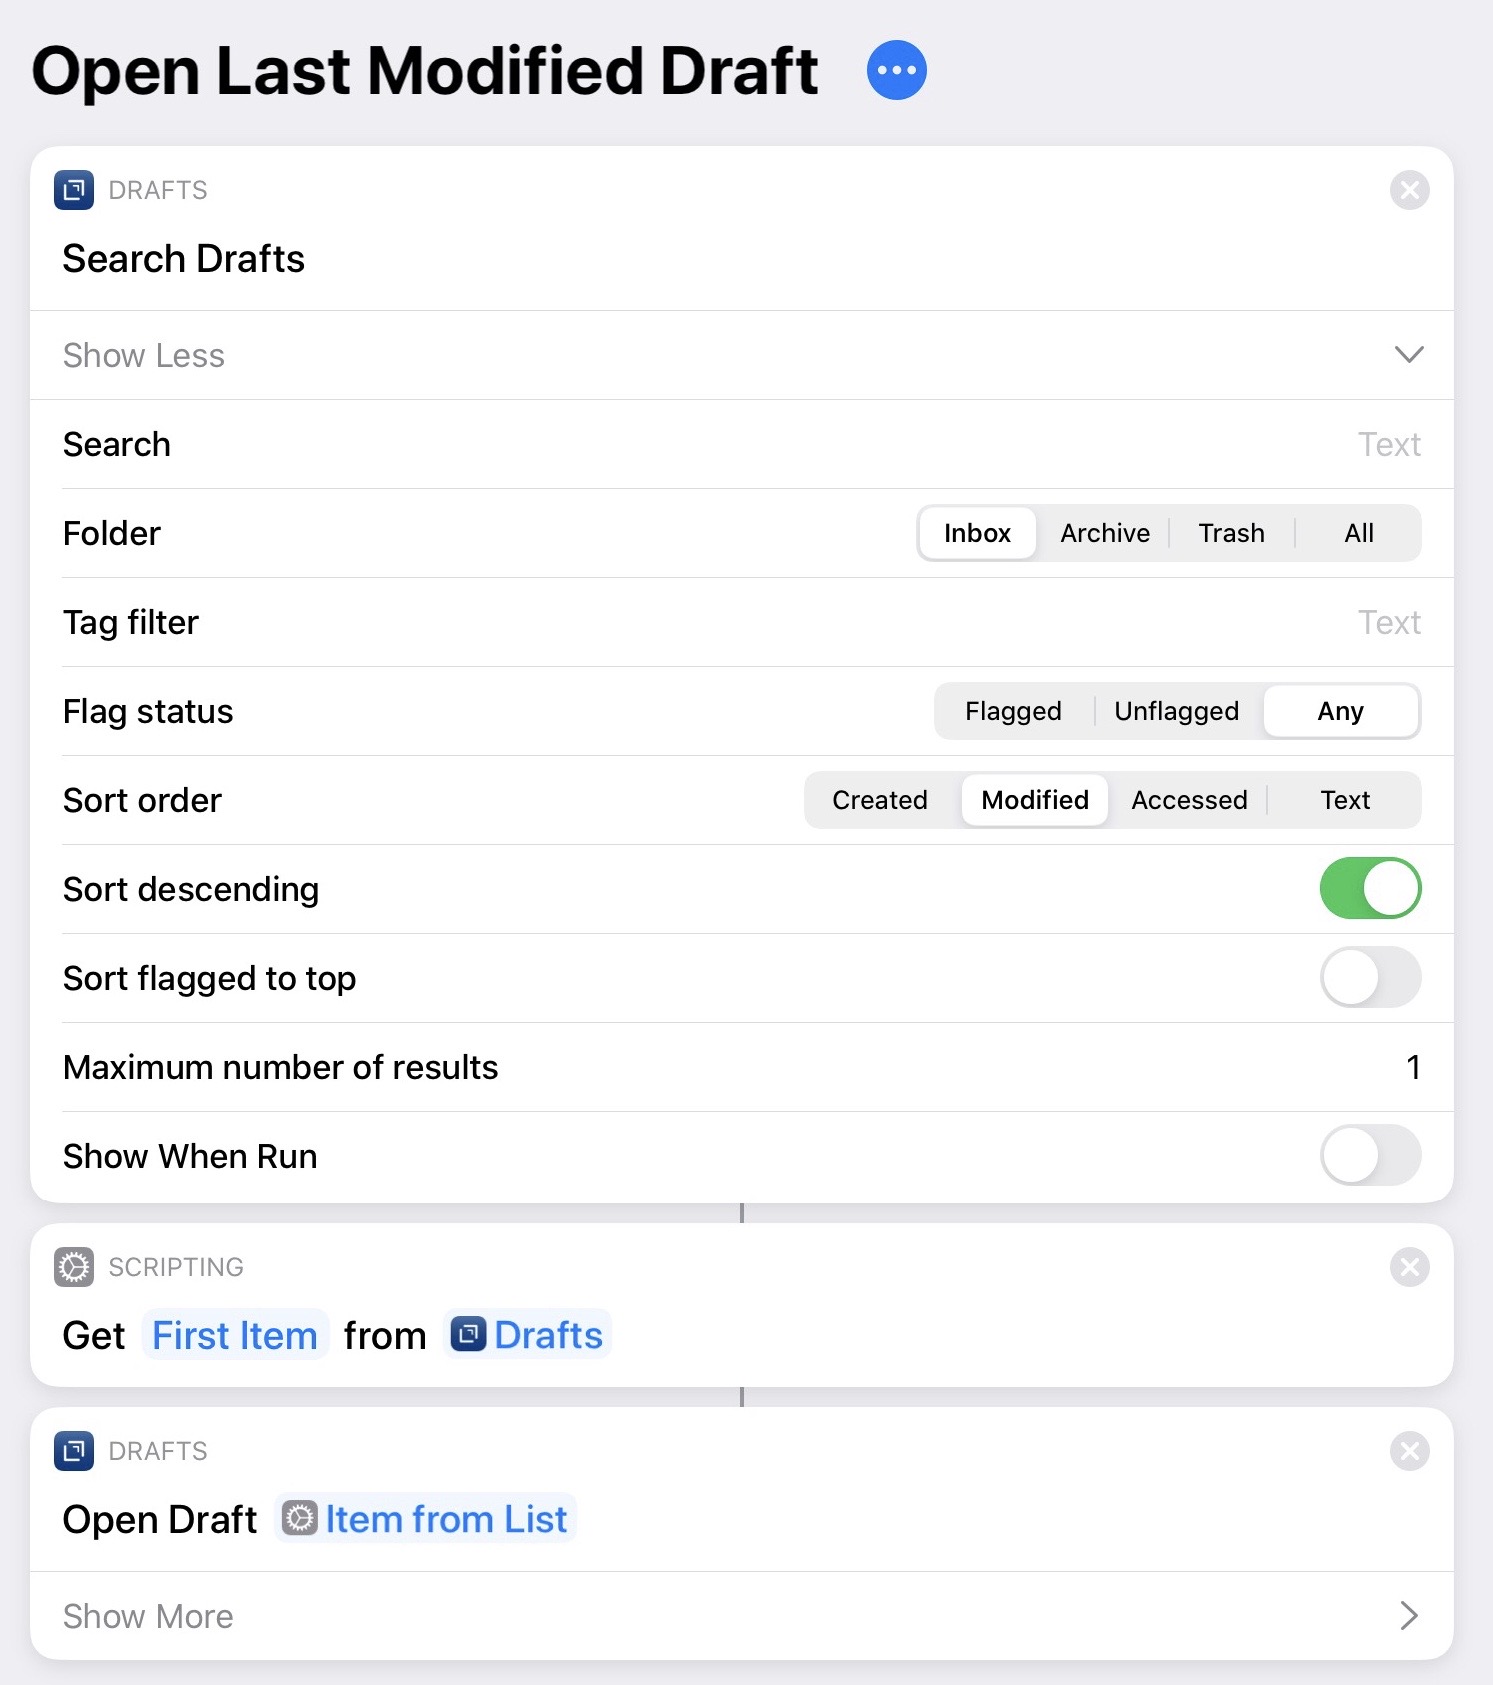 Open Last Modified Draft
DRAFTS
Search Drafts
Show Less
Search Text
Folder Inbox Archive Trash All
Tag filter Text
Flag status Flagged Unflagged Any
Sort order Created Modified Accessed Text
Sort descending
Sort flagged to top
Maximum number of results 1
Show When Run
SCRIPTING
Get First Item from Drafts
DRAFTS
Open Draft Item from List
Show More